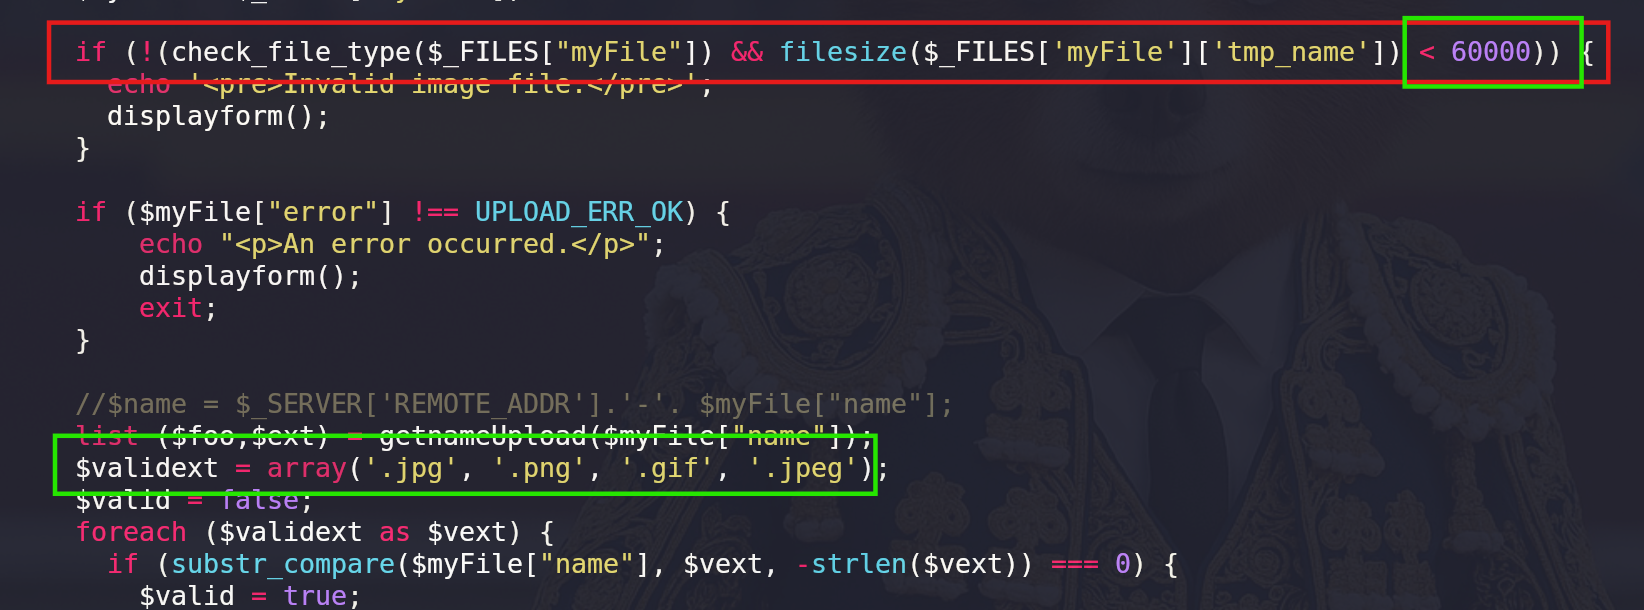 if (!(check_file_type($_FILES["myFile"]) && filesize($_FILES['myFile']['tmp_name']) < 60000)) {
echo '<pre>Invalid image file.</pre>';
displayform();
}
if ($myFile["error"] !== UPLOAD_ERR_OK) {
echo "<p>An error occurred.</p>";
displayform();
exit;
}
//$name = $_SERVER['REMOTE_ADDR'].'-'. $myFile["name"];
list ($foo,$ext) = getnameUpload($myFile["name"]);
$validext = array('.jpg', '.png', '.gif', '.jpeg');
$valid = false;
foreach ($validext as $vext) {
if (substr_compare($myFile["name"], $vext, -strlen($vext)) === 0) {
$valid = true;